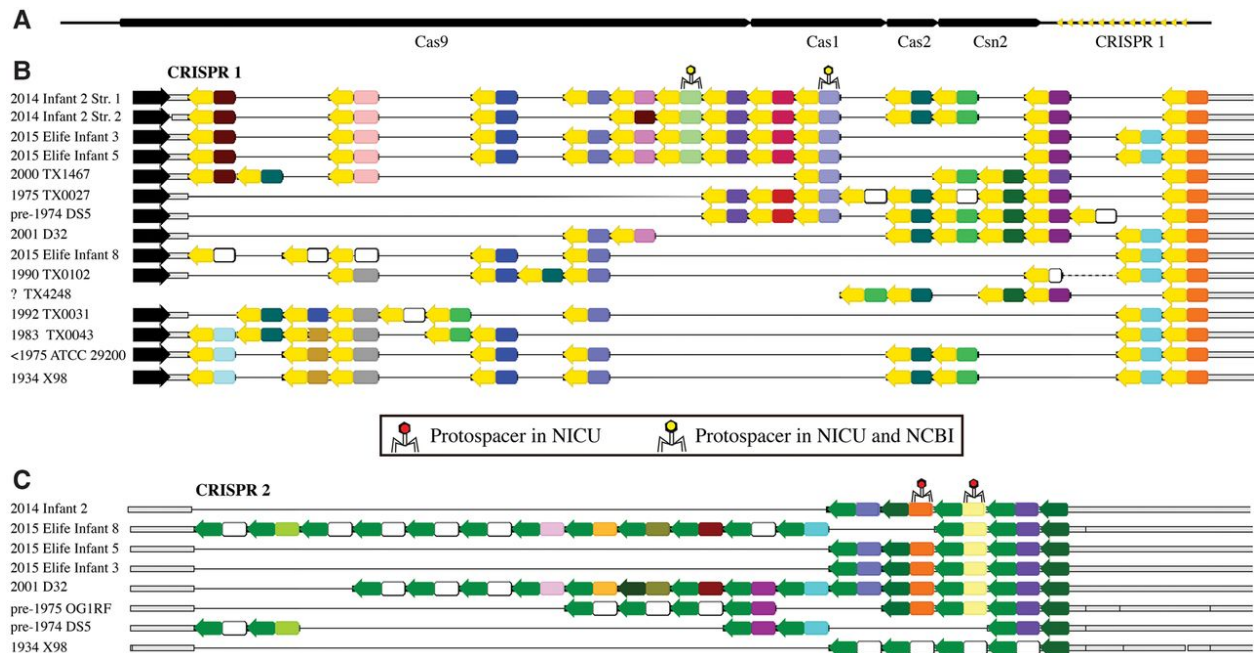 A
Cas9 Cas1 Cas2 Csn2 CRISPR 1
B
CRISPR 1
2014 Infant 2 Str. 1
2014 Infant 2 Str. 2
2015 Elife Infant 3
2015 Elife Infant 5
2000 TX1467
1975 TX0027
pre-1974 DS5
2001 D32
2015 Elife Infant 8
1990 TX0102
? TX4248
1992 TX0031
1983 TX0043
<1975 ATCC 29200
1934 X98
Protospacer in NICU Protospacer in NICU and NCBI
C
CRISPR 2
2014 Infant 2
2015 Elife Infant 8
2015 Elife Infant 5
2015 Elife Infant 3
2001 D32
pre-1975 OG1RF
pre-1974 DS5
1934 X98